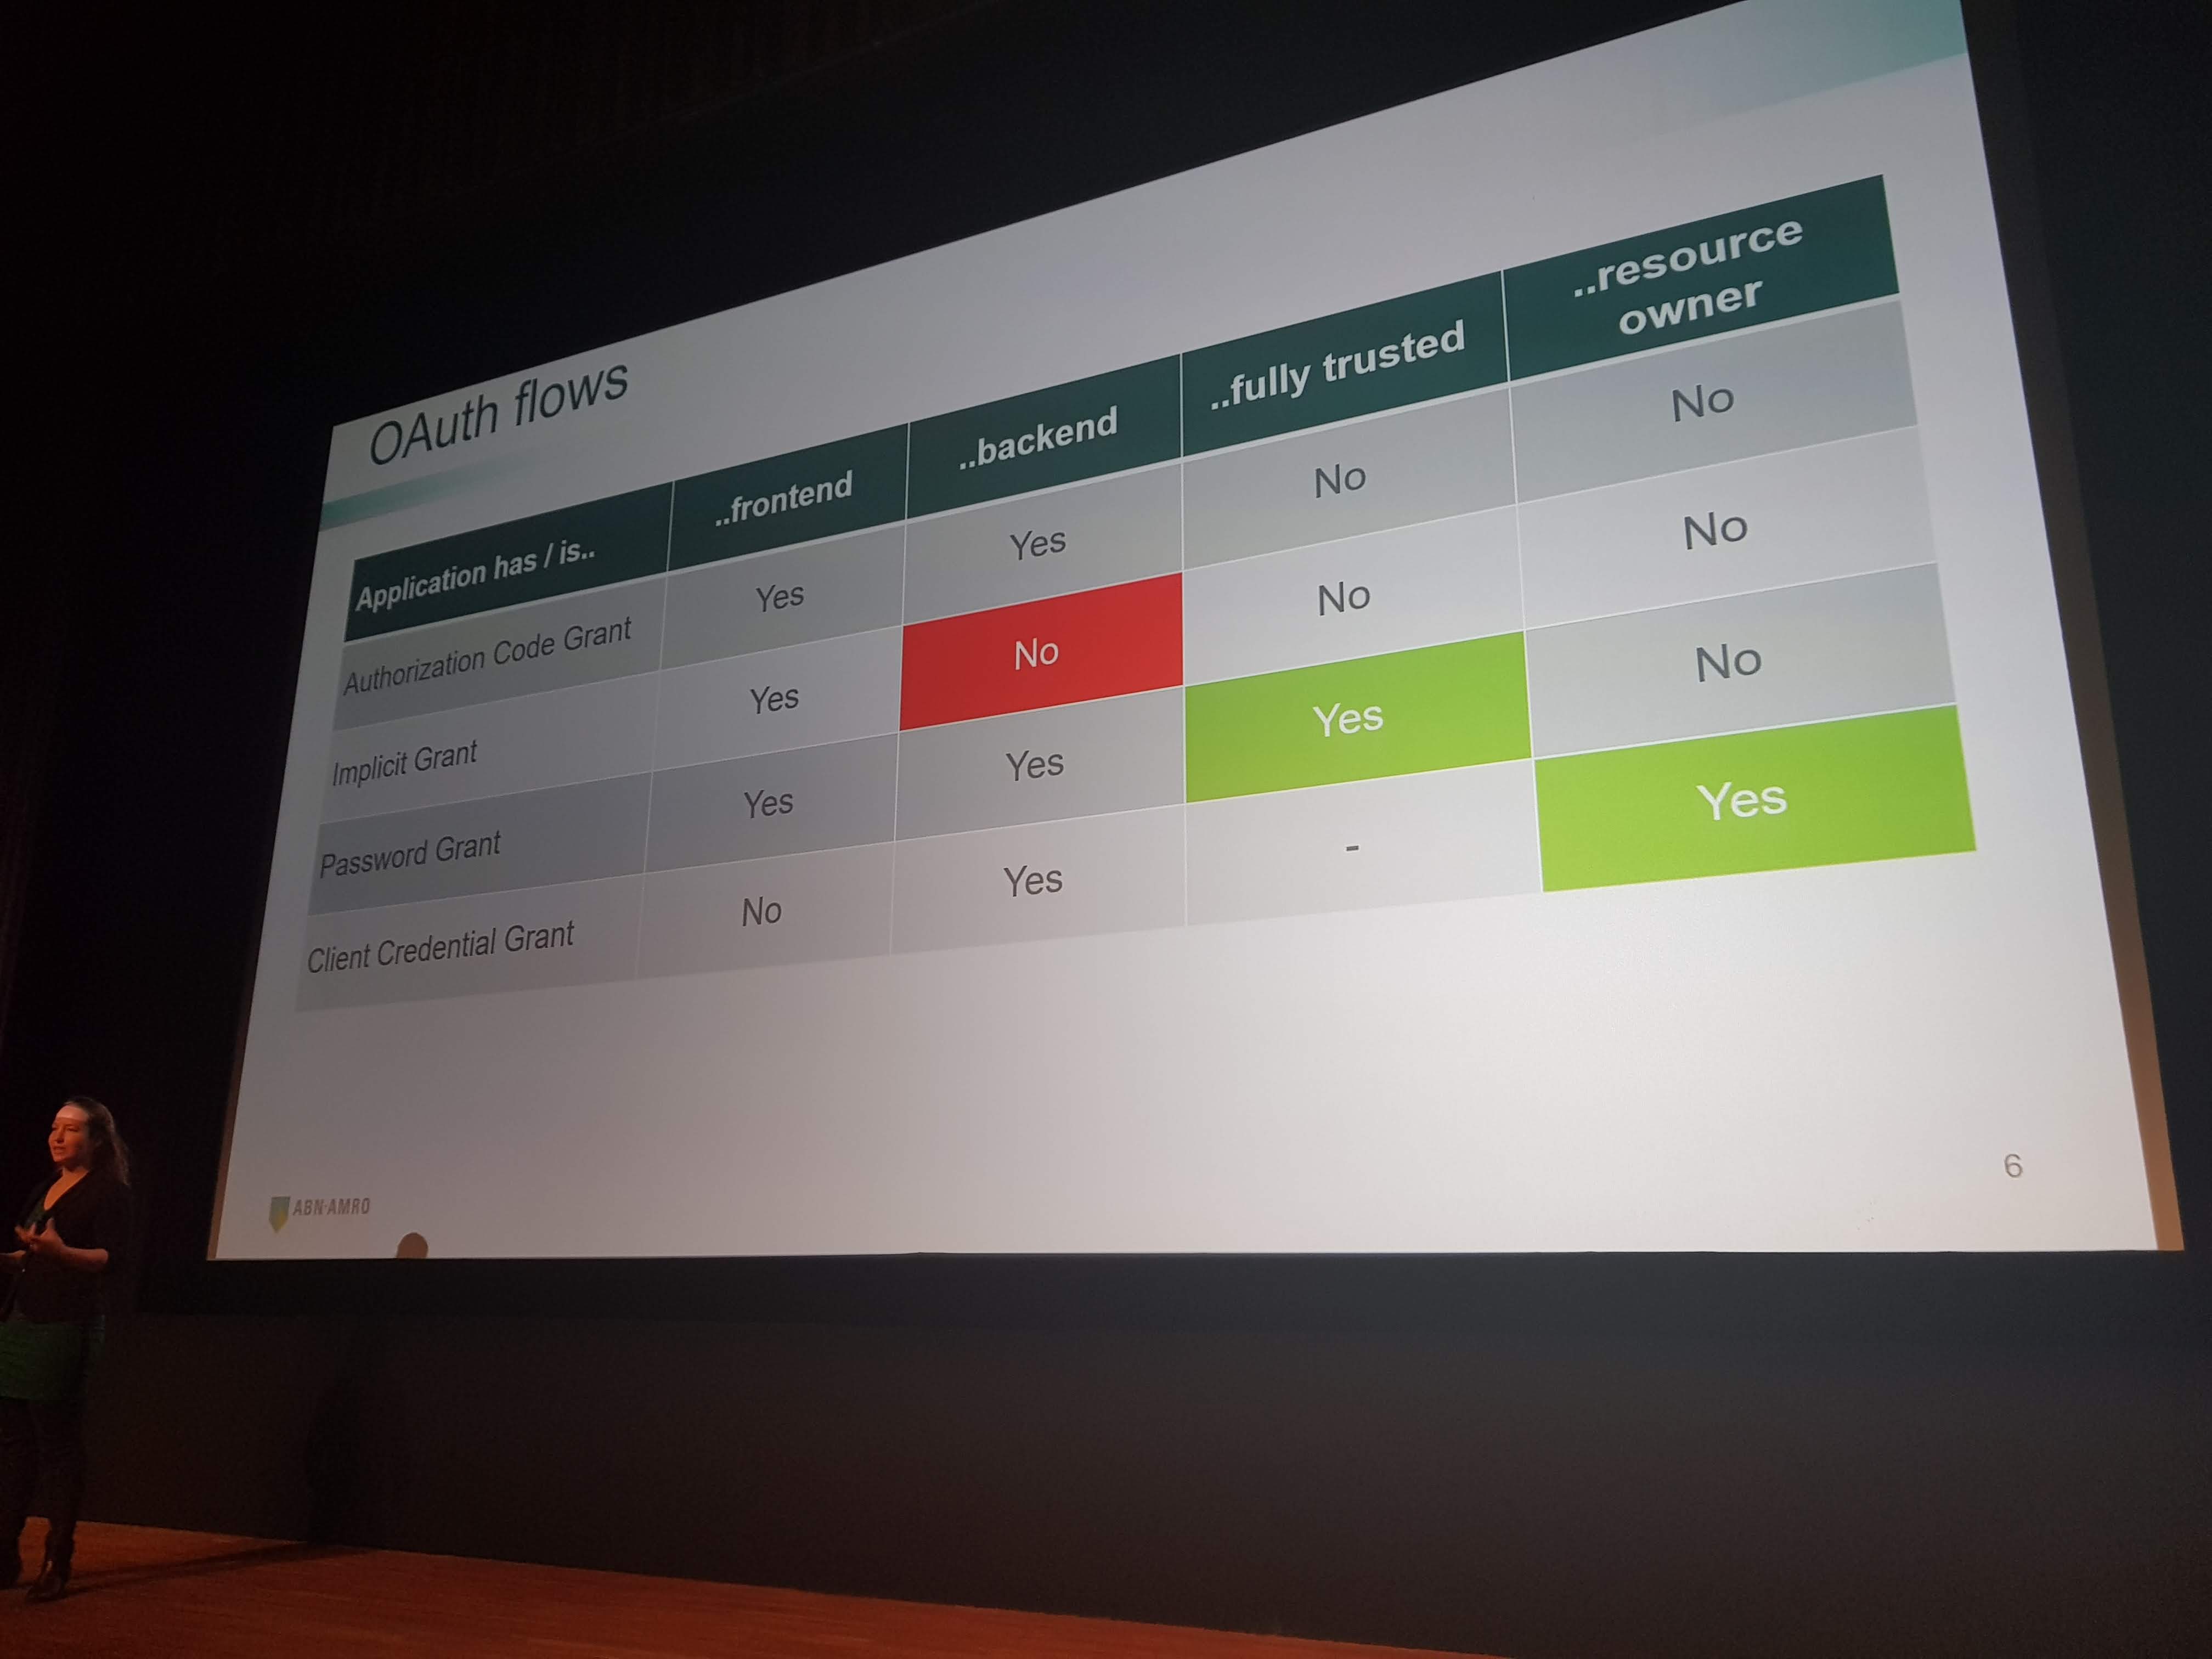 OAuth flows
Application has / is.. ..frontend ..backend ..fully trusted ..resource owner
Authorization Code Grant Yes Yes No No
Implicit Grant Yes No No No
Password Grant Yes Yes Yes No
Client Credential Grant No Yes - Yes
ABN·AMRO
6